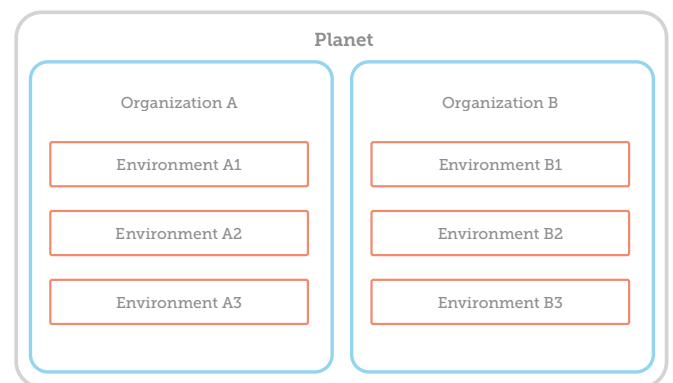 Planet
Organization A
Environment A1
Environment A2
Environment A3
Organization B
Environment B1
Environment B2
Environment B3